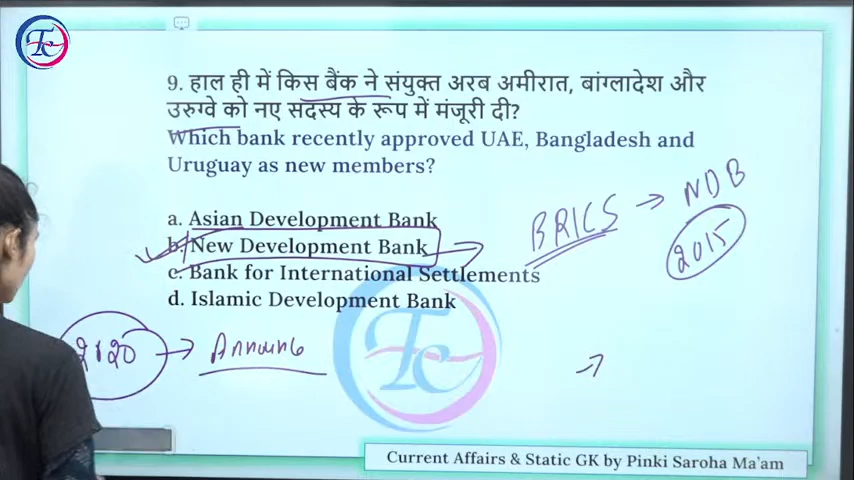 Tc
9. हाल ही में किस बैंक ने संयुक्त अरब अमीरात, बांग्लादेश और
उरुग्वे को नए सदस्य के रूप में मंजूरी दी?
Which bank recently approved UAE, Bangladesh and
Uruguay as new members?
a. Asian Development Bank
b. New Development Bank
c. Bank for International Settlements
d. Islamic Development Bank
BRICS → NDB
2015
Tc
Current Affairs & Static GK by Pinki Saroha Ma'am